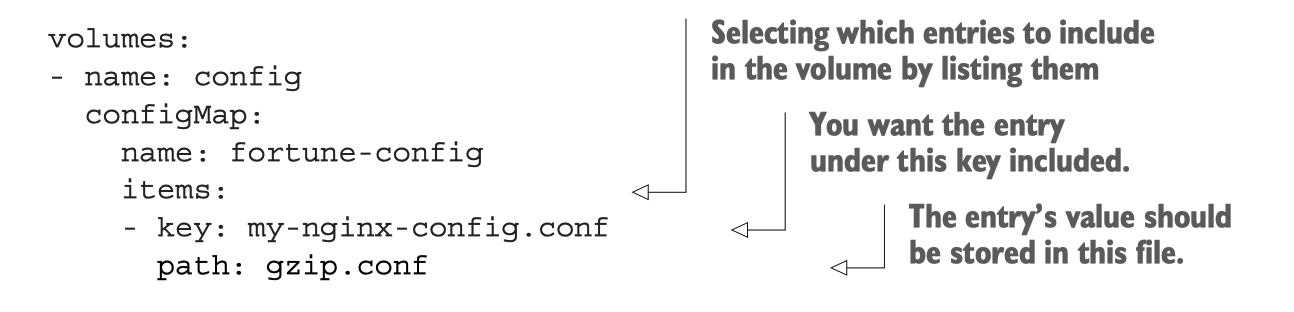 volumes:
- name: config
  configMap:
    name: fortune-config
    items:
    - key: my-nginx-config.conf
      path: gzip.conf
Selecting which entries to include
in the volume by listing them
You want the entry
under this key included.
The entry’s value should
be stored in this file.